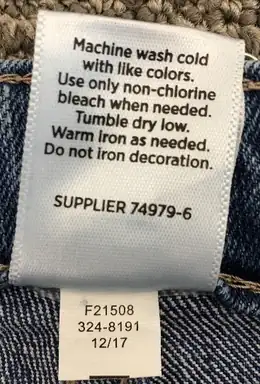 Machine wash cold
with like colors.
Use only non-chlorine
bleach when needed.
Tumble dry low.
Warm iron as needed.
Do not iron decoration.
SUPPLIER 74979-6
F21508
324-8191
12/17